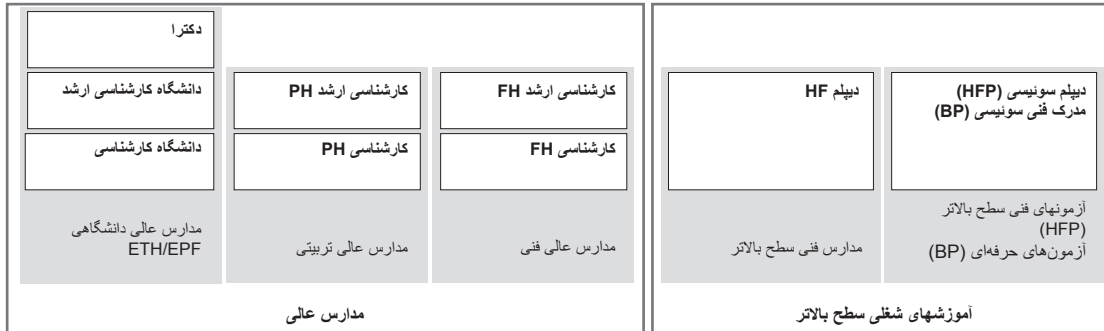 دیپلم سوئیسی (HFP)
مدرک فنی سوئیسی (BP)
آزمونهای فنی سطح بالاتر
(HFP)
آزمون‌های حرفه‌ای (BP)
دیپلم HF
مدارس فنی سطح بالاتر
آموزشهای شغلی سطح بالاتر
کارشناسی ارشد FH
کارشناسی FH
مدارس عالی فنی
کارشناسی ارشد PH
کارشناسی PH
مدارس عالی تربیتی
دکترا
دانشگاه کارشناسی ارشد
دانشگاه کارشناسی
مدارس عالی دانشگاهی
ETH/EPF
مدارس عالی